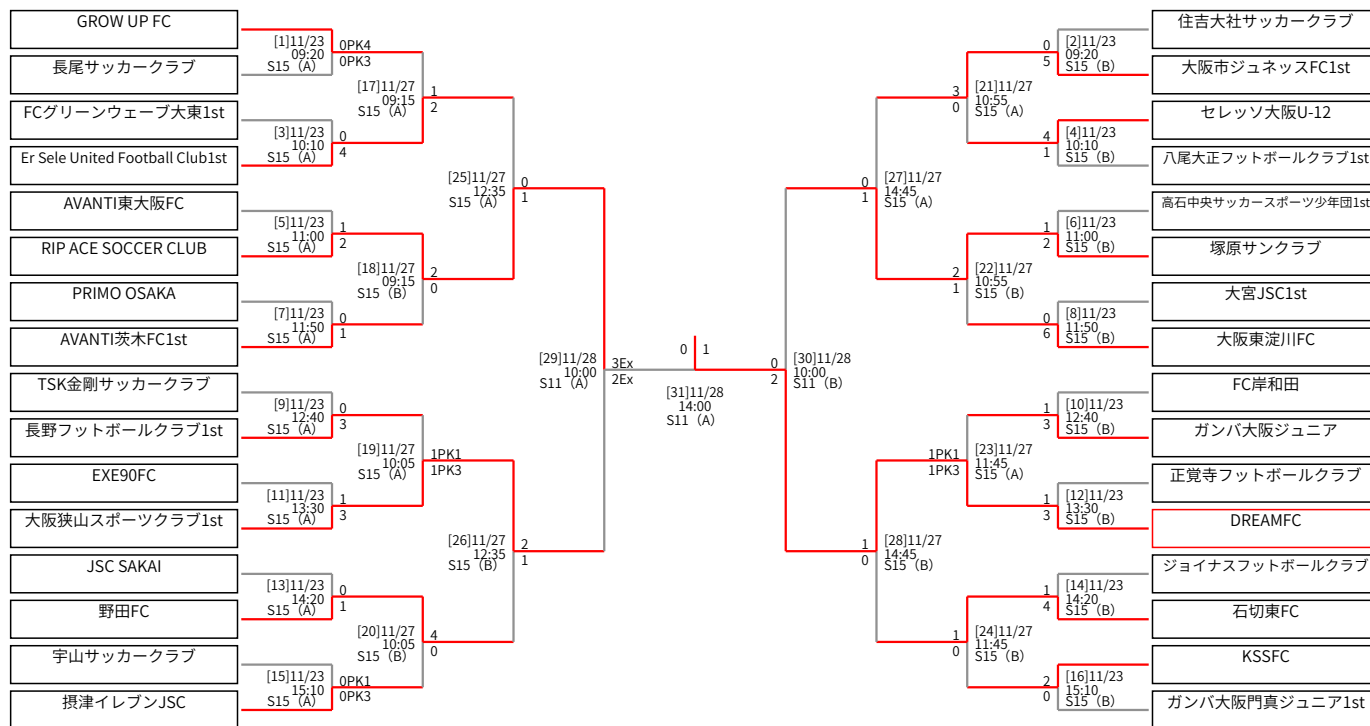 GROW UP FC
[1]11/23
09:20
S15（A）
0PK4
0PK3
長尾サッカークラブ
[17]11/27
09:15
S15（A）
1
2
FCグリーンウェーブ大東1st
[3]11/23
10:10
S15（A）
0
4
Er Sele United Football Club1st
[25]11/27
12:35
S15（A）
0
1
AVANTI東大阪FC
[5]11/23
11:00
S15（A）
1
2
RIP ACE SOCCER CLUB
[18]11/27
09:15
S15（B）
2
0
PRIMO OSAKA
[7]11/23
11:50
S15（A）
0
1
AVANTI茨木FC1st
[29]11/28
10:00
S11（A）
3Ex
2Ex
TSK金剛サッカークラブ
[9]11/23
12:40
S15（A）
0
3
長野フットボールクラブ1st
[19]11/27
10:05
S15（A）
1PK1
1PK3
EXE90FC
[11]11/23
13:30
S15（A）
1
3
大阪狭山スポーツクラブ1st
[26]11/27
12:35
S15（B）
2
1
JSC SAKAI
[13]11/23
14:20
S15（A）
0
1
野田FC
[20]11/27
10:05
S15（B）
4
0
宇山サッカークラブ
[15]11/23
15:10
S15（A）
0PK1
0PK3
摂津イレブンJSC
0 1
[31]11/28
14:00
S11（A）
住吉大社サッカークラブ
0
5
[2]11/23
09:20
S15（B）
大阪市ジュネッスFC1st
3
0
[21]11/27
10:55
S15（A）
セレッソ大阪U-12
4
1
[4]11/23
10:10
S15（B）
八尾大正フットボールクラブ1st
0
1
[27]11/27
14:45
S15（A）
高石中央サッカースポーツ少年団1st
1
2
[6]11/23
11:00
S15（B）
塚原サンクラブ
2
1
[22]11/27
10:55
S15（B）
大宮JSC1st
0
6
[8]11/23
11:50
S15（B）
大阪東淀川FC
0
2
[30]11/28
10:00
S11（B）
FC岸和田
1
3
[10]11/23
12:40
S15（B）
ガンバ大阪ジュニア
1PK1
1PK3
[23]11/27
11:45
S15（A）
正覚寺フットボールクラブ
1
3
[12]11/23
13:30
S15（B）
DREAMFC
1
0
[28]11/27
14:45
S15（B）
ジョイナスフットボールクラブ
1
4
[14]11/23
14:20
S15（B）
石切東FC
1
0
[24]11/27
11:45
S15（B）
KSSFC
2
0
[16]11/23
15:10
S15（B）
ガンバ大阪門真ジュニア1st